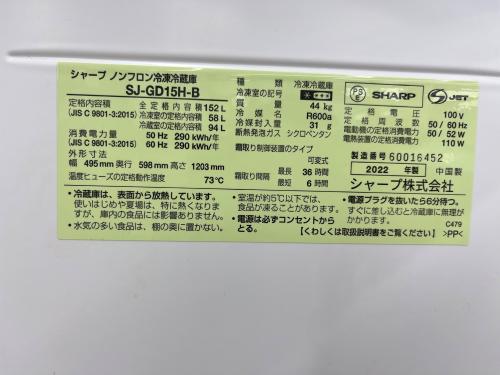 シャープ ノンフロン冷凍冷蔵庫
SJ-GD15H-B
定格内容積 全定格内容積 152 L
(JIS C 9801-3:2015) 冷凍室の定格内容積 58 L
冷蔵室の定格内容積 94 L
消費電力量 50 Hz 290 kWh/年
(JIS C 9801-3:2015) 60 Hz 290 kWh/年
外形寸法
幅 495 mm 奥行 598 mm 高さ 1203 mm
温度ヒューズの定格動作温度 73℃
種類 冷凍冷蔵庫
冷凍室の記号
質量 44 kg
冷媒名 R600a
冷媒封入量 31 g
断熱材発泡ガス シクロペンタン
霜取り制御装置のタイプ
可変式
霜取り間隔 最長 36 時間
最短 6 時間
PS E SHARP S JET
定格電圧 100 V
定格周波数 50 / 60 Hz
電動機の定格消費電力 50 / 52 W
電熱装置の定格消費電力 110 W
製造番号 60016452
2022 年製 中国製
シャープ株式会社
・冷蔵庫は、表面から放熱しています。
使いはじめや夏場は、特に熱く感じますが、庫内の食品には影響ありません。
・水気の多い食品は、棚の奥に置かない。
・室温が約5℃以下では、
食品が凍ることがあります。
・電源は必ずコンセントから
とる。
・電源プラグを抜いたら6分待つ。
すぐに差し込むと冷蔵庫に無理が
かかります。 C479
【くわしくは取扱説明書をご覧ください】 >PP<